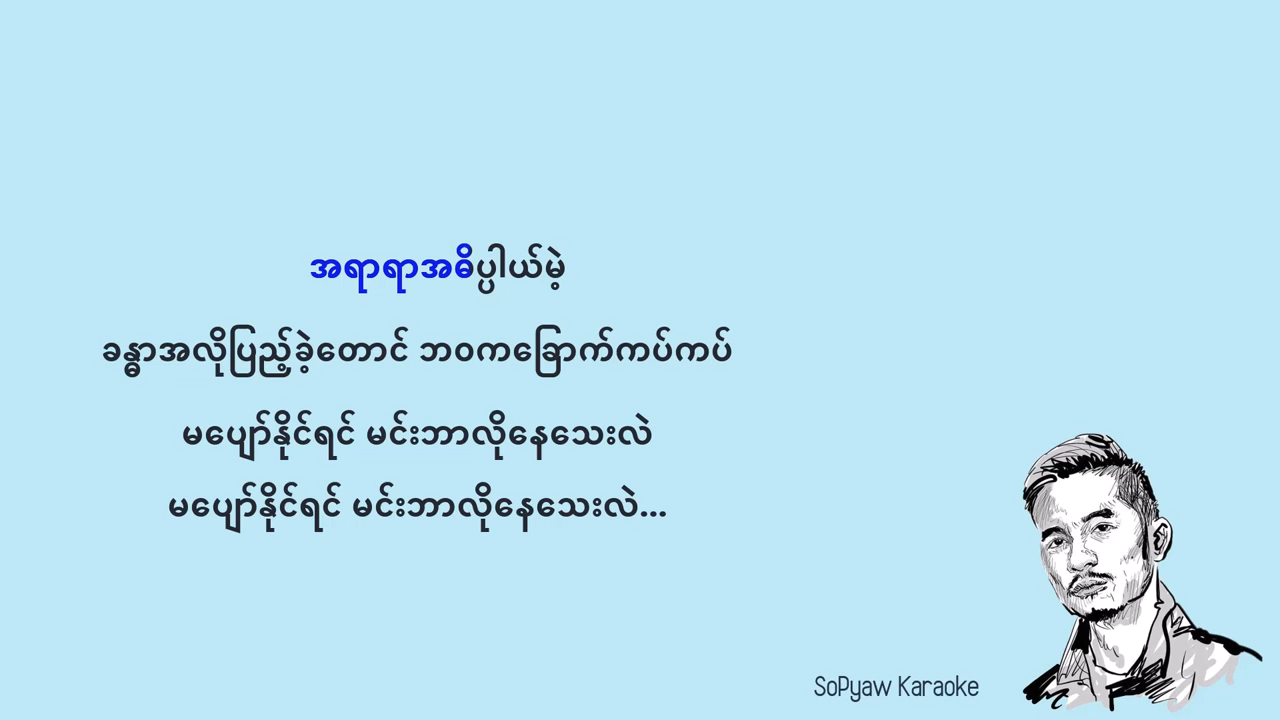 အရာရာအဓိပ္ပါယ်မဲ့
ခန္ဓာအလိုပြည့်ခဲ့တောင် ဘဝကခြောက်ကပ်ကပ်
မပျော်နိုင်ရင် မင်းဘာလိုနေသေးလဲ
မပျော်နိုင်ရင် မင်းဘာလိုနေသေးလဲ...
SoPyaw Karaoke